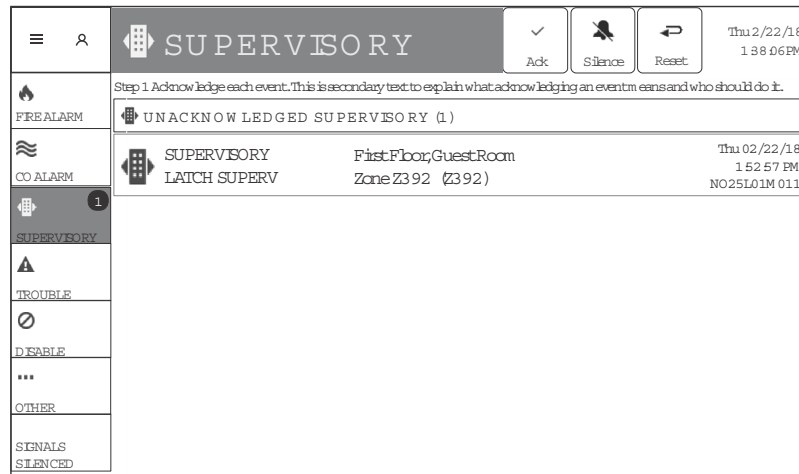 SUPERVISORY
Ack
Silence
Reset
Thu 2/22/18
1:38:06 PM
Step 1 Acknowledge each event. This is secondary text to explain what acknowledging an event means and who should do it.
FIRE ALARM
UNACKNOWLEDGED SUPERVISORY (1)
CO ALARM
SUPERVISORY
LATCH SUPERV
First Floor, Guest Room
Zone Z392 (Z392)
Thu 02/22/18
1:52:57 PM
NO25L01M011
1
SUPERVISORY
TROUBLE
DISABLE
OTHER
SIGNALS
SILENCED